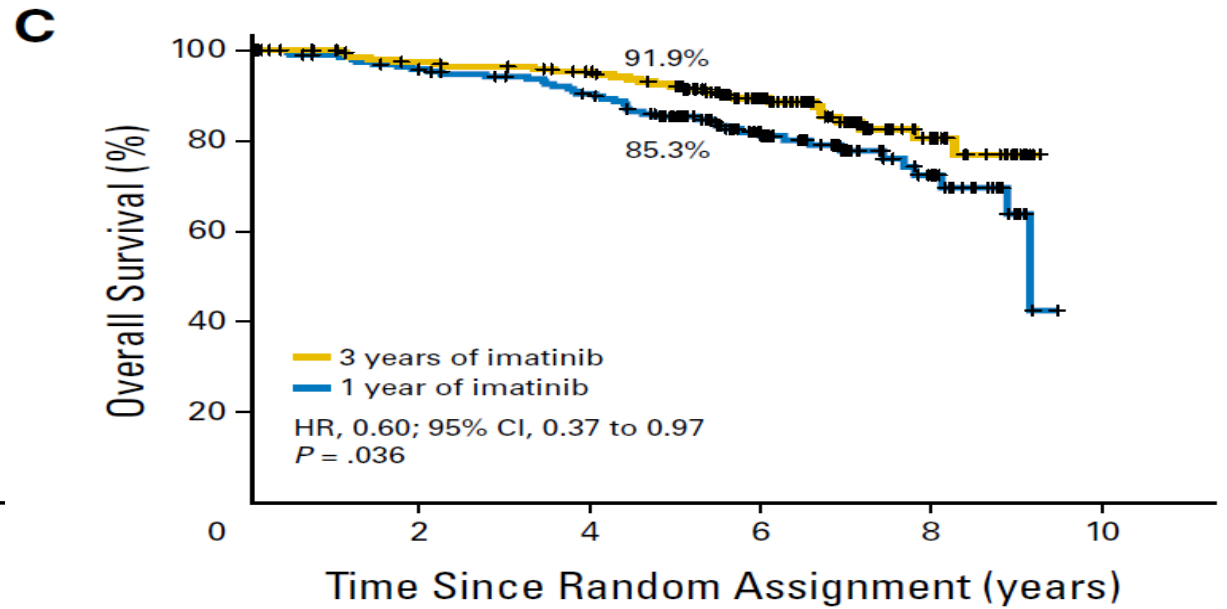 C
Overall Survival (%)
100
80
60
40
20
0
91.9%
85.3%
3 years of imatinib
1 year of imatinib
HR, 0.60; 95% CI, 0.37 to 0.97
P = .036
2 4 6 8 10
Time Since Random Assignment (years)